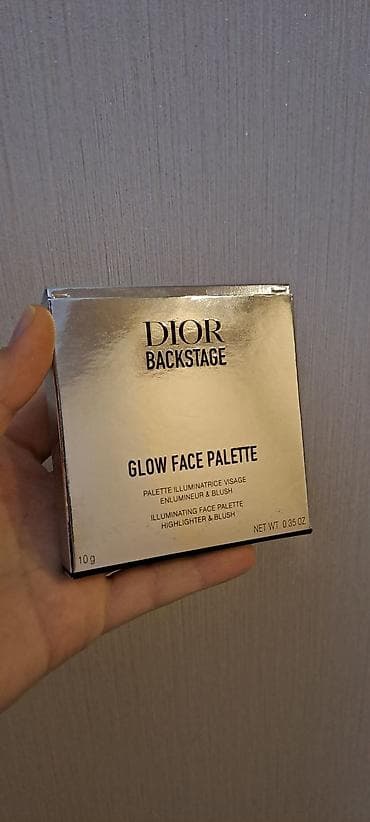 DIOR
BACKSTAGE
GLOW FACE PALETTE
PALETTE ILLUMINATRICE VISAGE
ENLUMINEUR & BLUSH
ILLUMINATING FACE PALETTE
HIGHLIGHTER & BLUSH
10 g
NET WT. 0.35 OZ